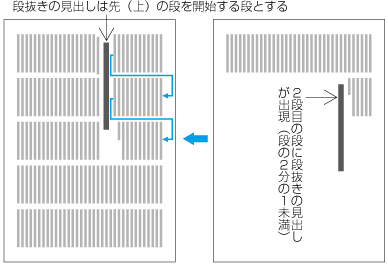 段抜きの見出しは先（上）の段を開始する段とする
２段目の段に段抜きの見出し
が出現（段の２分の１未満）